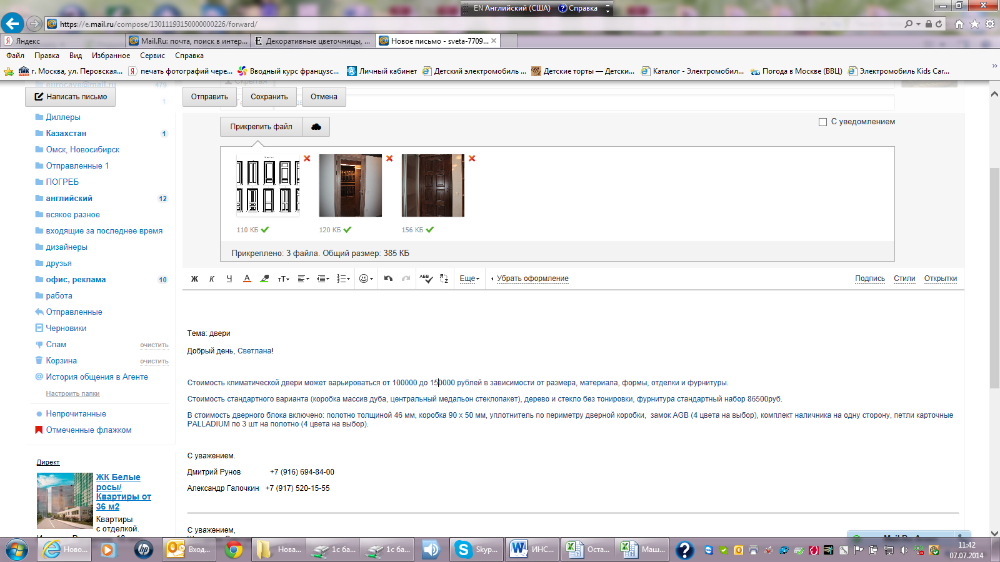 EN Английский (США) Справка
https://e.mail.ru/compose/13011193150000000226/forward/
Яндекс
Mail.Ru: почта, поиск в интер...
Декоративные цветочницы, ...
Новое письмо - sveta-7709...
Файл Правка Вид Избранное Сервис Справка
г. Москва, ул. Перовская...
печать фотографий чере...
Вводный курс французс...
Личный кабинет
Детский электромобиль ...
Детские торты — Детски...
Каталог - Электромобил...
Погода в Москве (ВВЦ)
Электромобиль Kids Car...
eurocave@mail.ru 479
Скрытая
Написать письмо
1
Отправить
Сохранить
Отмена
Диллеры
Казахстан 1
Омск, Новосибирск
Отправленные 1
ПОГРЕБ
английский 12
всякое разное
входящие за последнее время
дизайнеры
друзья
офис, реклама 10
работа
Отправленные
Черновики
Спам очистить
Корзина очистить
История общения в Агенте
Настроить папки
Непрочитанные
Отмеченные флажком
Директ
ЖК Белые
росы/
Квартиры от
36 м2
Квартиры
с отделкой.
Прикрепить файл
С уведомлением
110 КБ
120 КБ
156 КБ
Прикреплено: 3 файла. Общий размер: 385 КБ
Ж К Ч А тТ АБВ Еще Убрать оформление
Подпись Стили Открытки
Тема: двери
Добрый день, Светлана!
Стоимость климатической двери может варьироваться от 100000 до 150000 рублей в зависимости от размера, материала, формы, отделки и фурнитуры.
Стоимость стандартного варианта (коробка массив дуба, центральный медальон стеклопакет), дерево и стекло без тонировки, фурнитура стандартный набор 86500руб.
В стоимость дверного блока включено: полотно толщиной 46 мм, коробка 90 х 50 мм, уплотнитель по периметру дверной коробки, замок AGB (4 цвета на выбор), комплект наличника на одну сторону, петли карточные
PALLADIUM по 3 шт на полотно (4 цвета на выбор).
С уважением.
Дмитрий Рунов +7 (916) 694-84-00
Александр Галочкин +7 (917) 520-15-55
С уважением,
Ново...
Вход...
Нова...
1с ба...
1с ба...
Skyp...
ИНС...
Оста...
Маш...
11:42
07.07.2014